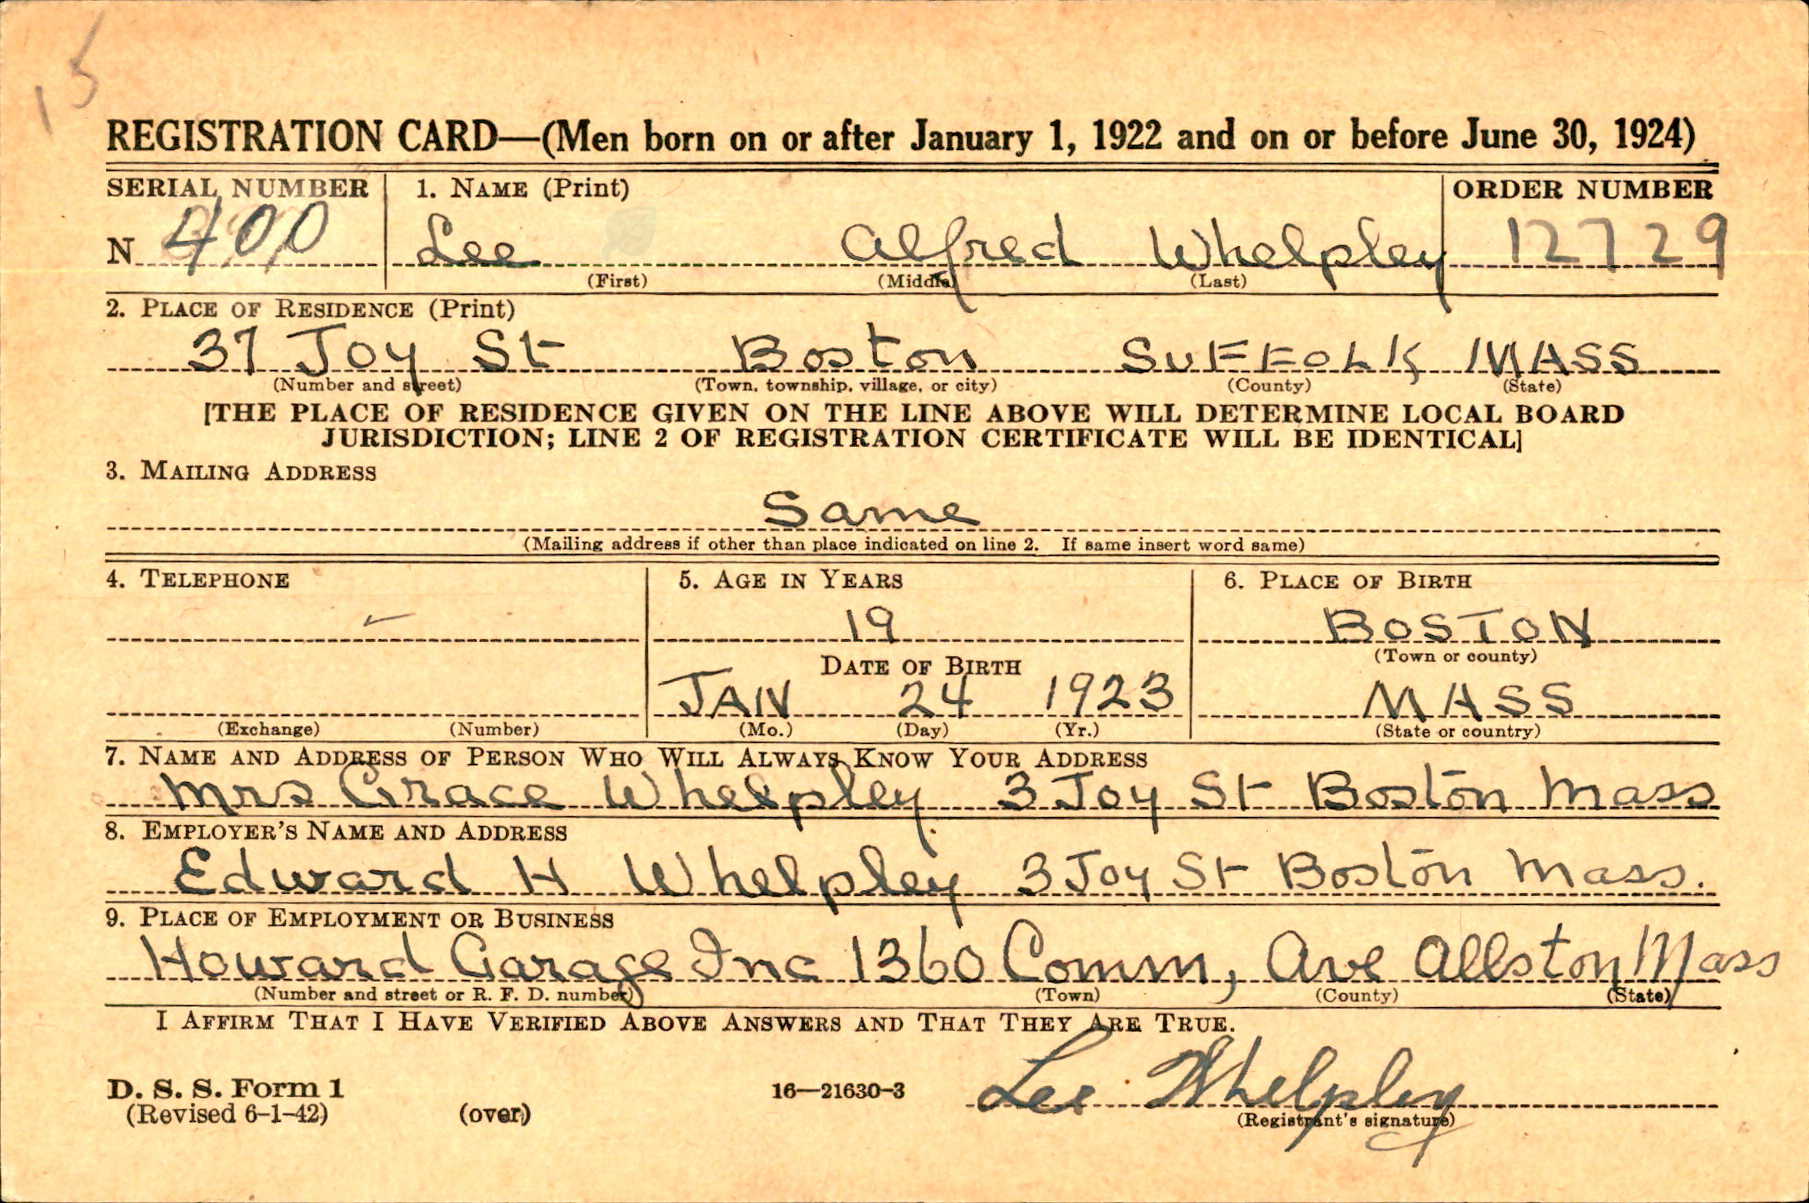 15
REGISTRATION CARD—(Men born on or after January 1, 1922 and on or before June 30, 1924)
SERIAL NUMBER 1. NAME (Print) ORDER NUMBER
N 400 Lee Alfred Whelpley 12729
(First) (Middle) (Last)
2. PLACE OF RESIDENCE (Print)
37 Joy St Boston SUFFOLK MASS
(Number and street) (Town, township, village, or city) (County) (State)
[THE PLACE OF RESIDENCE GIVEN ON THE LINE ABOVE WILL DETERMINE LOCAL BOARD
JURISDICTION; LINE 2 OF REGISTRATION CERTIFICATE WILL BE IDENTICAL]
3. MAILING ADDRESS
Same
(Mailing address if other than place indicated on line 2. If same insert word same)
4. TELEPHONE 5. AGE IN YEARS 6. PLACE OF BIRTH
– 19 BOSTON
(Town or county)
DATE OF BIRTH
JAN 24 1923 MASS
(Exchange) (Number) (Mo.) (Day) (Yr.) (State or country)
7. NAME AND ADDRESS OF PERSON WHO WILL ALWAYS KNOW YOUR ADDRESS
Mrs Grace Whelpley 3 Joy St Boston Mass
8. EMPLOYER'S NAME AND ADDRESS
Edward H Whelpley 3 Joy St Boston Mass.
9. PLACE OF EMPLOYMENT OR BUSINESS
Howard Garage Inc 1360 Comm, Ave Allston Mass
(Number and street or R. F. D. number) (Town) (County) (State)
I AFFIRM THAT I HAVE VERIFIED ABOVE ANSWERS AND THAT THEY ARE TRUE.
D. S. S. Form 1 16—21630-3 Lee Whelpley
(Revised 6-1-42) (over) (Registrant's signature)